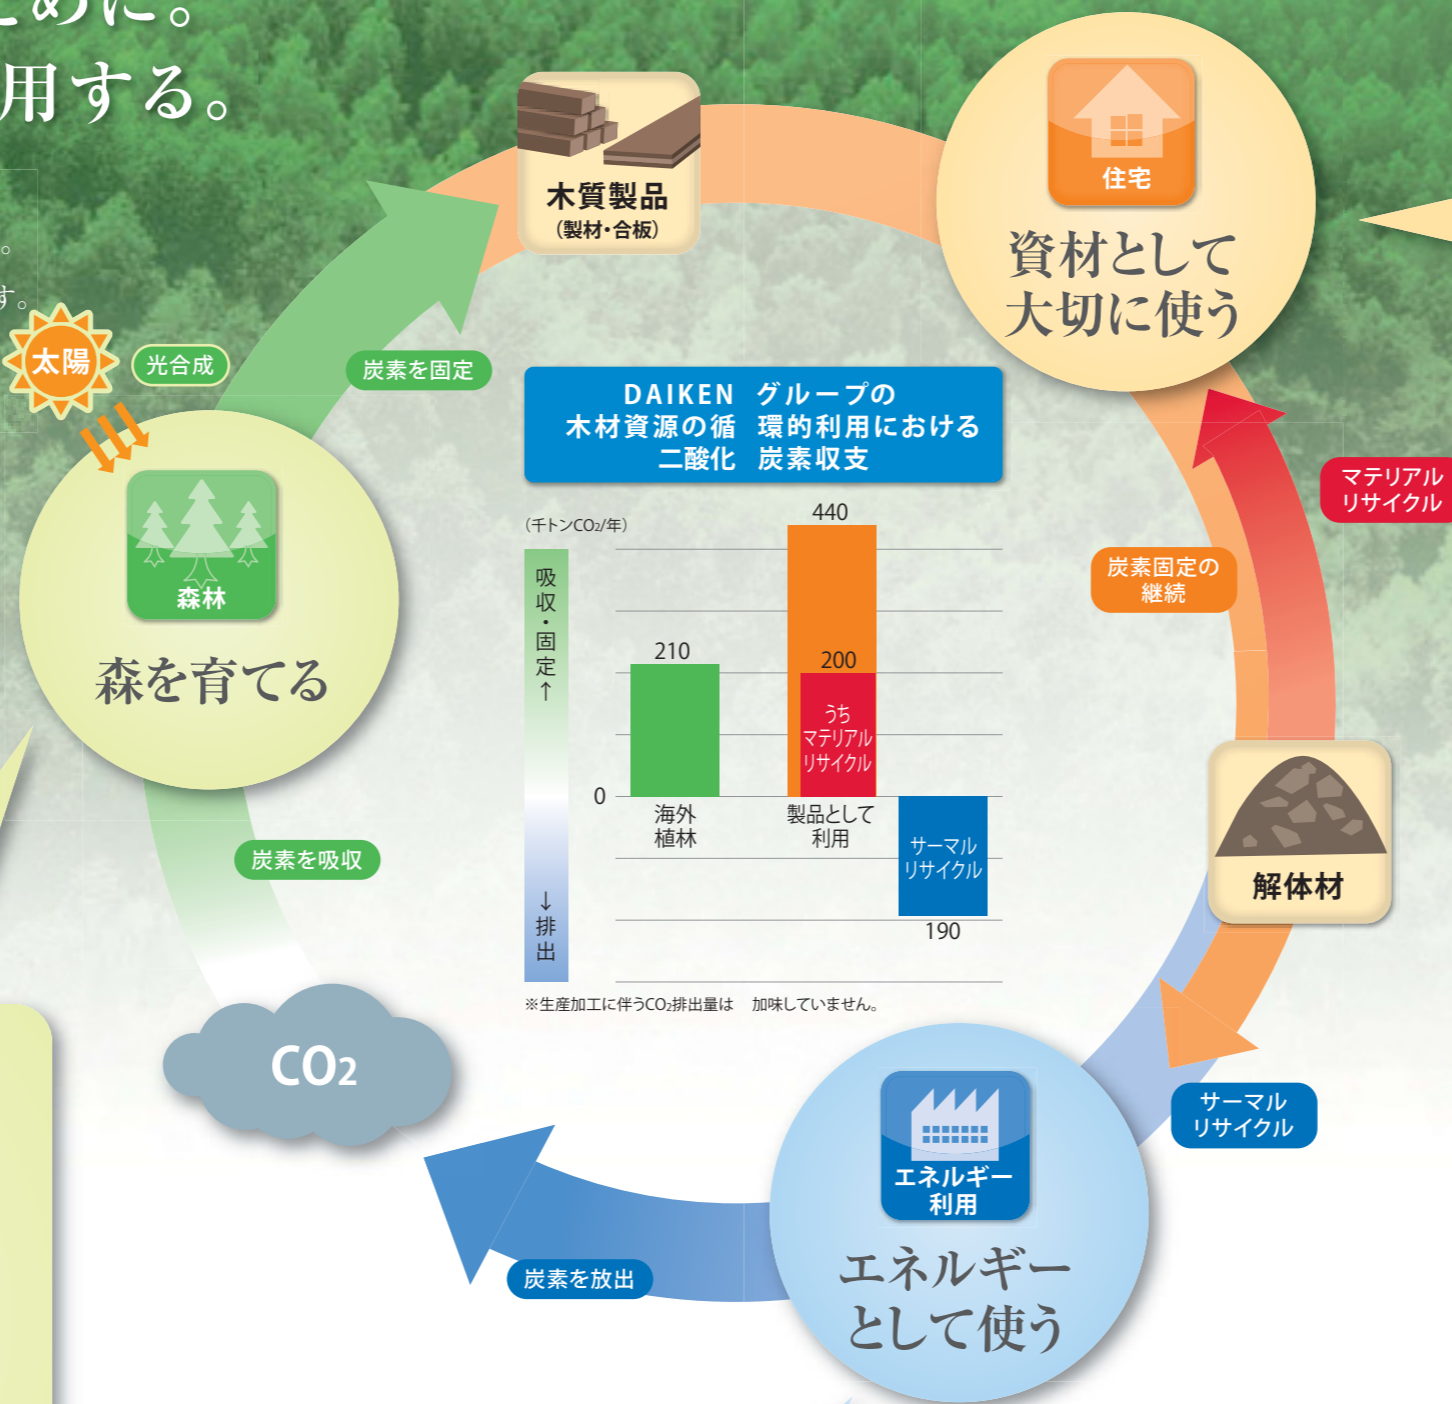 ために。
用する。
。
す。
木質製品
（製材・合板）
住宅
資材として
大切に使う
太陽
光合成
炭素を固定
森林
森を育てる
DAIKEN グループの
木材資源の循 環的利用における
二酸化 炭素収支
（千トンCO₂/年）
吸収・固定↑
↓排出
440
210
200
うち
マテリアル
リサイクル
0
海外
植林
製品として
利用
サーマル
リサイクル
190
※生産加工に伴うCO₂排出量は 加味していません。
マテリアル
リサイクル
炭素固定の
継続
解体材
炭素を吸収
CO2
サーマル
リサイクル
エネルギー
利用
エネルギー
として使う
炭素を放出